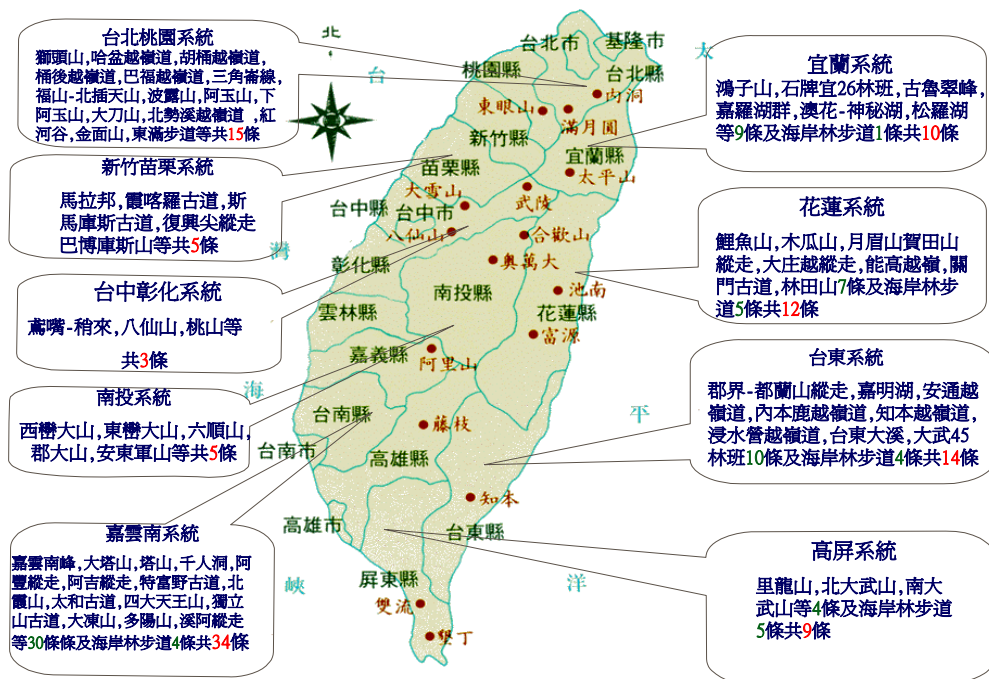 台北桃園系統
獅頭山,哈盆越嶺道,胡桶越嶺道,
桶後越嶺道,巴福越嶺道,三角崙線,
福山-北插天山,波露山,阿玉山,下
阿玉山,大刀山,北勢溪越嶺道 ,紅
河谷,金面山,東滿步道等共15條
新竹苗栗系統
馬拉邦,霞喀羅古道,斯
馬庫斯古道,復興尖縱走
巴博庫斯山等共5條
台中彰化系統
鳶嘴-稍來,八仙山,桃山等
共3條
南投系統
西巒大山,東巒大山,六順山,
郡大山,安東軍山等共5條
嘉雲南系統
嘉雲南峰,大塔山,塔山,千人洞,阿
豐縱走,阿吉縱走,特富野古道,北
霞山,太和古道,四大天王山,獨立
山古道,大凍山,多陽山,溪阿縱走
等30條條及海岸林步道4條共34條
北
台
灣
海
峽
太
平
洋
台北市
基隆市
桃園縣
台北縣
內洞
東眼山
滿月圓
新竹縣
宜蘭縣
苗栗縣
太平山
大雪山
武陵
台中縣
台中市
八仙山
合歡山
奧萬大
彰化縣
南投縣
池南
雲林縣
花蓮縣
富源
嘉義縣
阿里山
台南縣
藤枝
台南市
高雄縣
知本
高雄市
台東縣
屏東縣
雙流
墾丁
宜蘭系統
鴻子山,石牌宜26林班,古魯翠峰,
嘉羅湖群,澳花-神秘湖,松羅湖
等9條及海岸林步道1條共10條
花蓮系統
鯉魚山,木瓜山,月眉山賀田山
縱走,大庄越縱走,能高越嶺,關
門古道,林田山7條及海岸林步
道5條共12條
台東系統
郡界-都蘭山縱走,嘉明湖,安通越
嶺道,內本鹿越嶺道,知本越嶺道,
浸水營越嶺道,台東大溪,大武45
林班10條及海岸林步道4條共14條
高屏系統
里龍山,北大武山,南大
武山等4條及海岸林步道
5條共9條